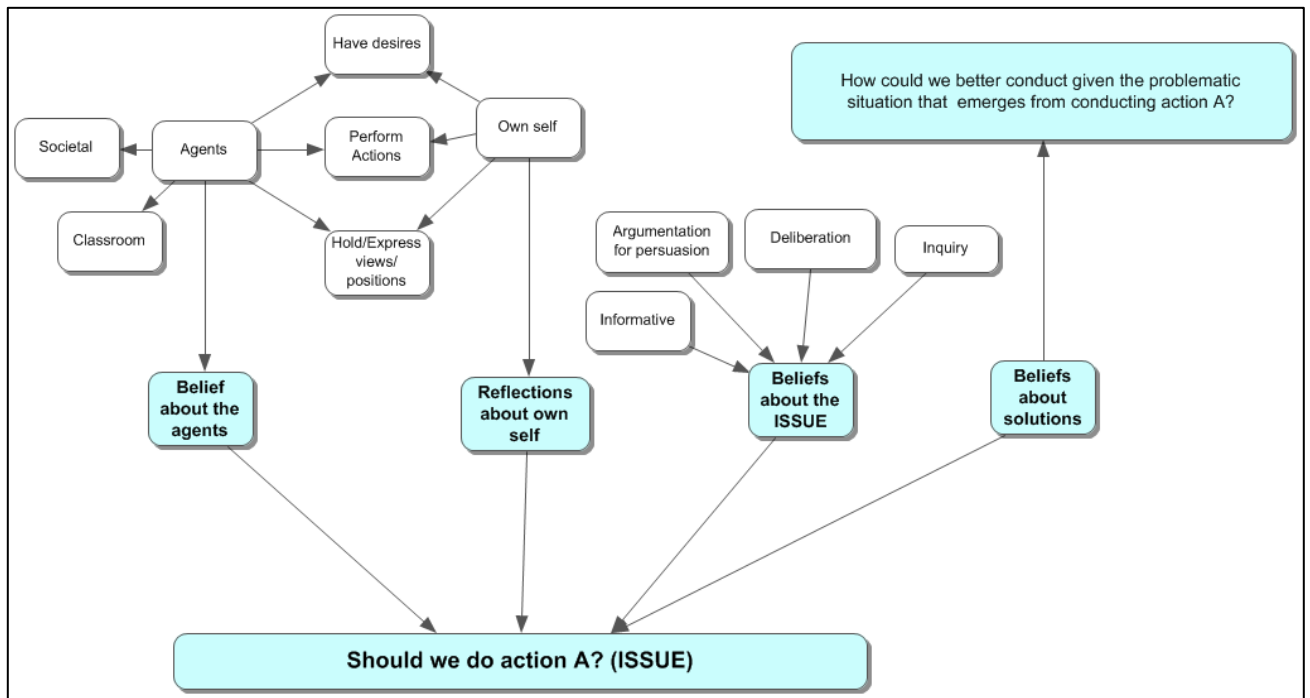 Have desires
How could we better conduct given the problematic
situation that emerges from conducting action A?
Societal
Agents
Perform
Actions
Own self
Classroom
Hold/Express
views/
positions
Argumentation
for persuasion
Deliberation
Inquiry
Informative
Belief
about the
agents
Reflections
about own
self
Beliefs
about the
ISSUE
Beliefs
about
solutions
Should we do action A? (ISSUE)